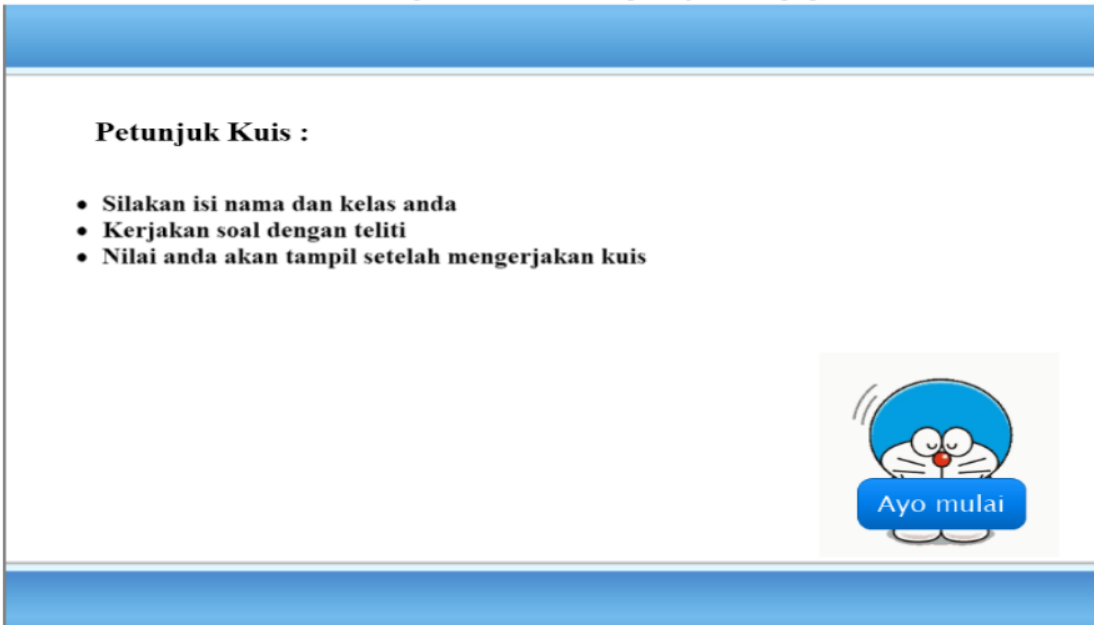 Petunjuk Kuis :
• Silakan isi nama dan kelas anda
• Kerjakan soal dengan teliti
• Nilai anda akan tampil setelah mengerjakan kuis
Ayo mulai